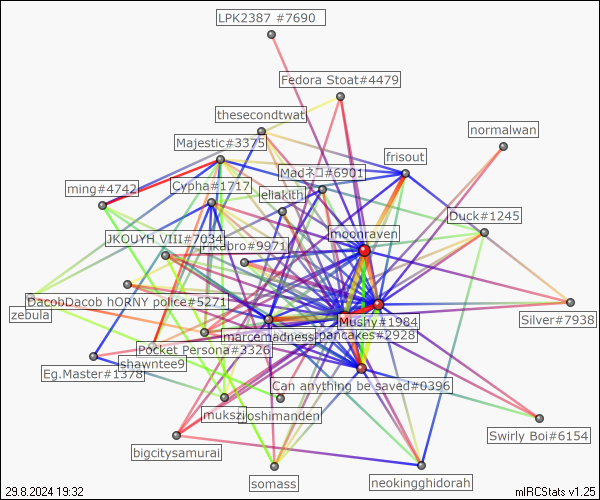 LPK2387 #7690
Fedora Stoat#4479
thesecondtwat
normalwan
Majestic#3375
frisout
Madネコ#6901
ming#4742
Cypha#1717
ellakith
Duck#1245
moonraven
JKOUYH VIII#7034
Pikabro#9971
DacobDacob hORNY police#5271
zebula
Silver#7938
Mushy#1984
marcemadness
pancakes#2928
Pocket Persona#3326
shawntee9
Eg.Master#1378
Can anything be saved#0396
mukszi
joshimanden
Swirly Boi#6154
bigcitysamurai
somass
neokingghidorah
29.8.2024 19:32
mIRCStats v1.25